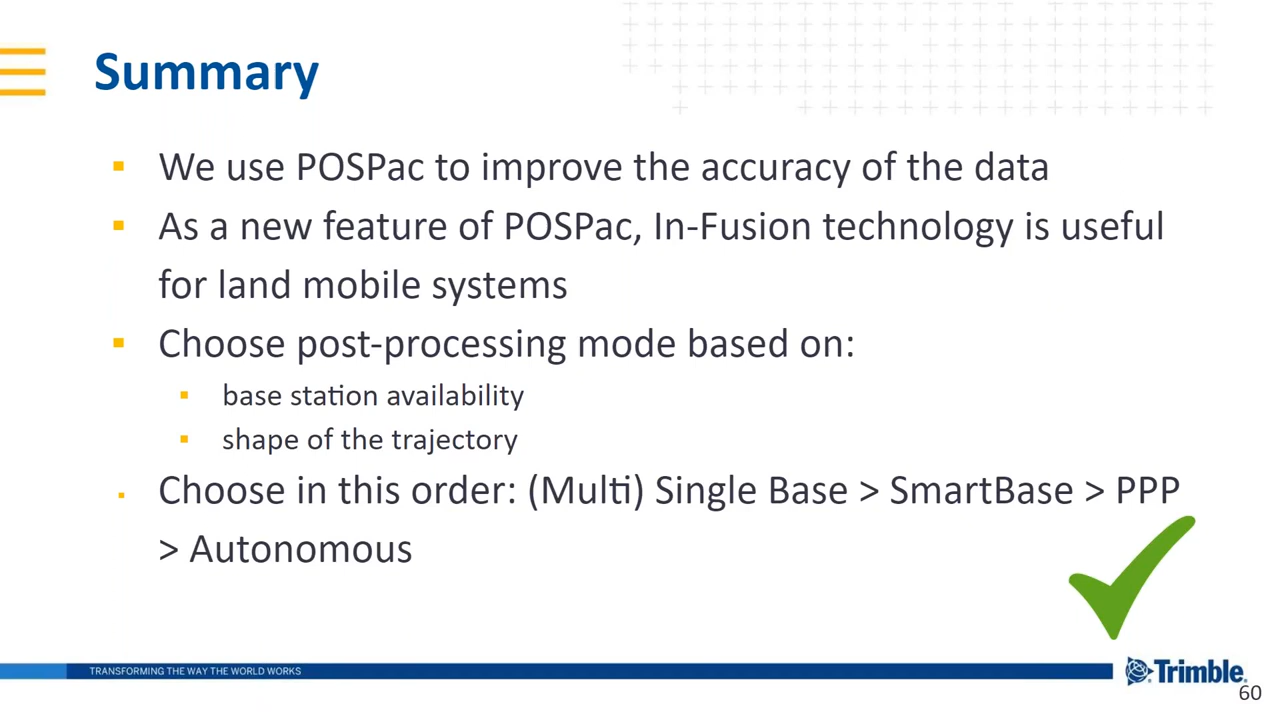 Summary
We use POSPac to improve the accuracy of the data
As a new feature of POSPac, In-Fusion technology is useful
for land mobile systems
Choose post-processing mode based on:
base station availability
shape of the trajectory
Choose in this order: (Multi) Single Base > SmartBase > PPP
> Autonomous
TRANSFORMING THE WAY THE WORLD WORKS
Trimble.
60